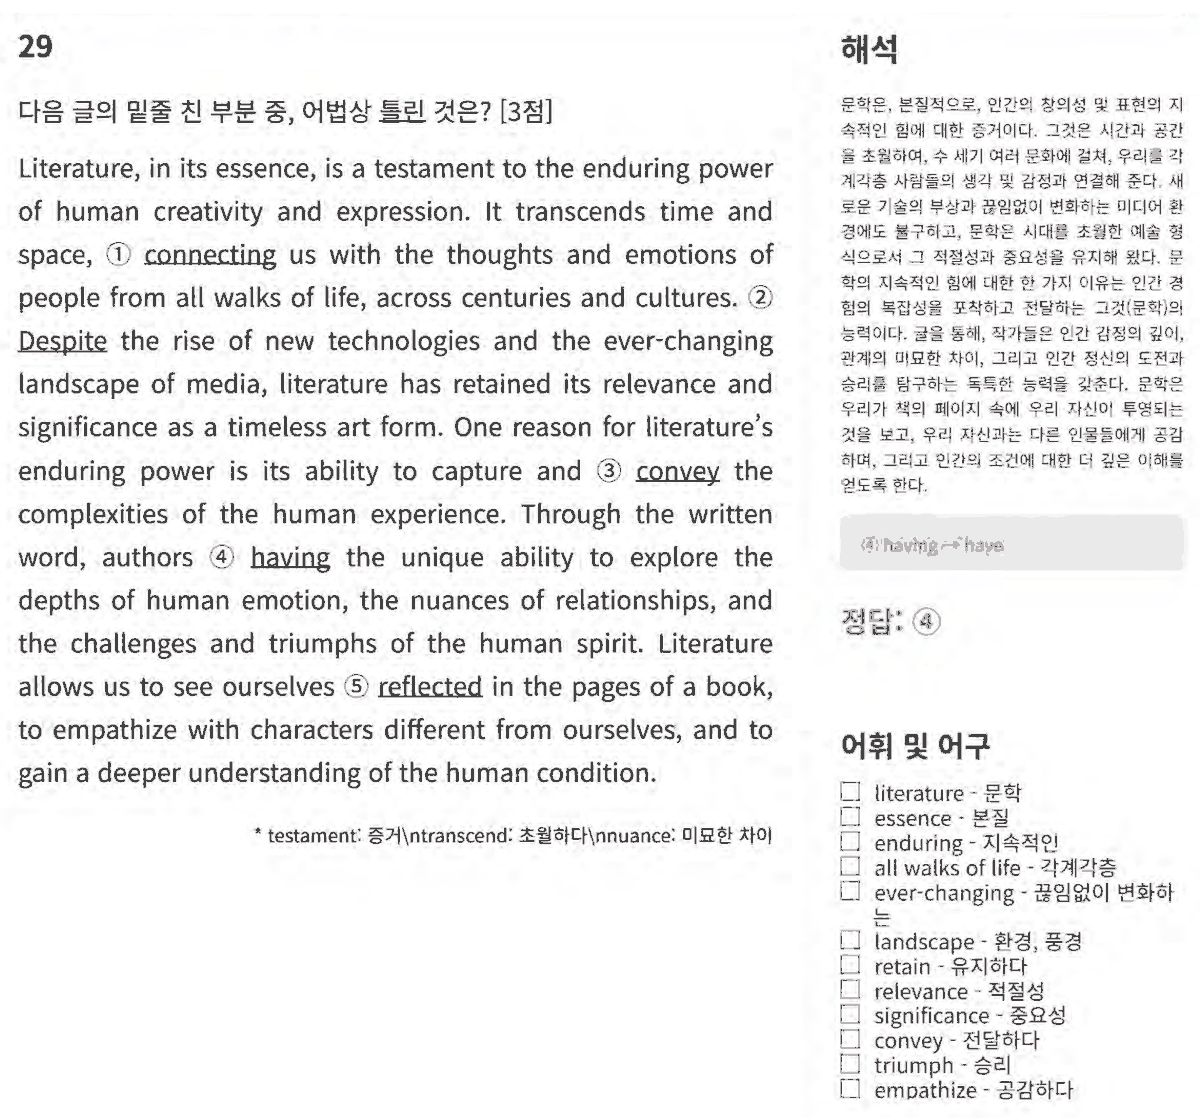 29
다음 글의 밑줄 친 부분 중, 어법상 틀린 것은? [3점]
Literature, in its essence, is a testament to the enduring power
of human creativity and expression. It transcends time and
space, ① connecting us with the thoughts and emotions of
people from all walks of life, across centuries and cultures. ②
Despite the rise of new technologies and the ever-changing
landscape of media, literature has retained its relevance and
significance as a timeless art form. One reason for literature's
enduring power is its ability to capture and ③ convey the
complexities of the human experience. Through the written
word, authors ④ having the unique ability to explore the
depths of human emotion, the nuances of relationships, and
the challenges and triumphs of the human spirit. Literature
allows us to see ourselves ⑤ reflected in the pages of a book,
to empathize with characters different from ourselves, and to
gain a deeper understanding of the human condition.
* testament: 증거\ntranscend: 초월하다\nnuance: 미묘한 차이
해석
문학은, 본질적으로, 인간의 창의성 및 표현의 지
속적인 힘에 대한 증거이다. 그것은 시간과 공간
을 초월하여, 수 세기 여러 문화에 걸쳐, 우리를 각
계각층 사람들의 생각 및 감정과 연결해 준다. 새
로운 기술의 부상과 끊임없이 변화하는 미디어 환
경에도 불구하고, 문학은 시대를 초월한 예술 형
식으로서 그 적절성과 중요성을 유지해 왔다. 문
학의 지속적인 힘에 대한 한 가지 이유는 인간 경
험의 복잡성을 포착하고 전달하는 그것(문학)의
능력이다. 글을 통해, 작가들은 인간 감정의 깊이,
관계의 미묘한 차이, 그리고 인간 정신의 도전과
승리를 탐구하는 독특한 능력을 갖춘다. 문학은
우리가 책의 페이지 속에 우리 자신이 투영되는
것을 보고, 우리 자신과는 다른 인물들에게 공감
하며, 그리고 인간의 조건에 대한 더 깊은 이해를
얻도록 한다.
④ having → have
정답: ④
어휘 및 어구
literature - 문학
essence - 본질
enduring - 지속적인
all walks of life - 각계각층
ever-changing - 끊임없이 변화하
는
landscape - 환경, 풍경
retain - 유지하다
relevance - 적절성
significance - 중요성
convey - 전달하다
triumph - 승리
empathize - 공감하다